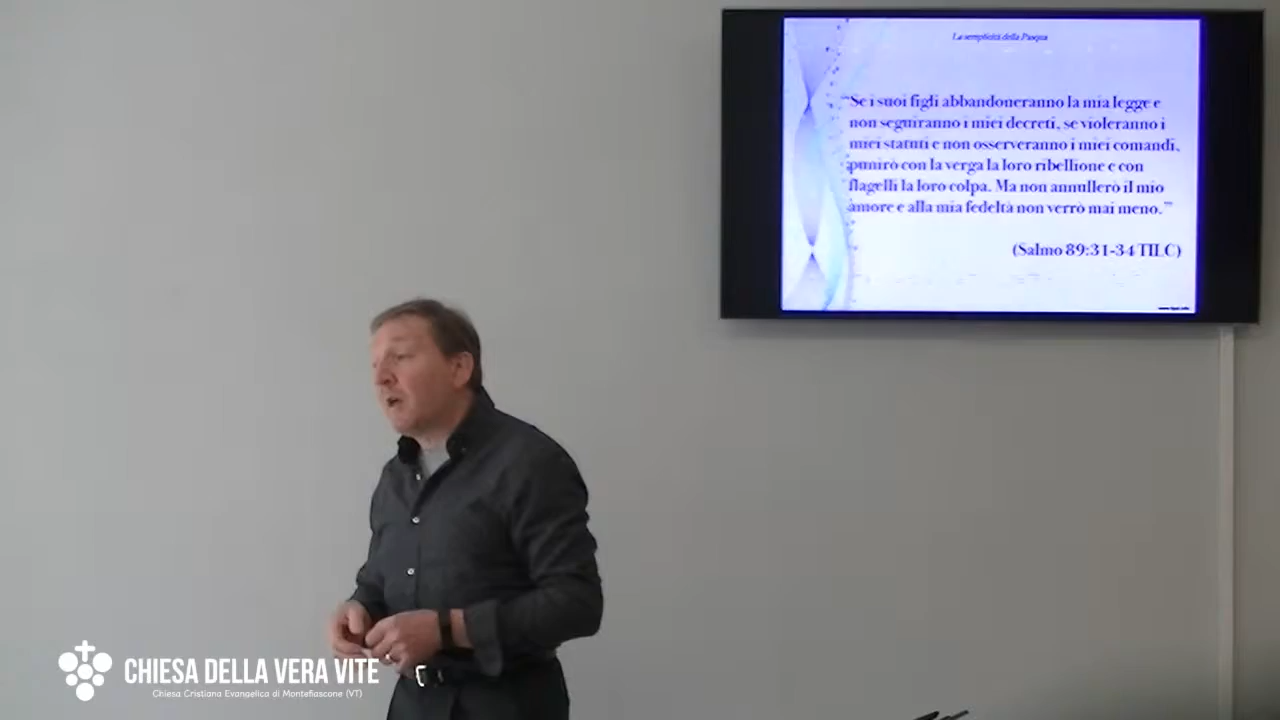 La semplicità della Pasqua
“Se i suoi figli abbandoneranno la mia legge e
non seguiranno i miei decreti, se violeranno i
miei statuti e non osserveranno i miei comandi,
punirò con la verga la loro ribellione e con
flagelli la loro colpa. Ma non annullerò il mio
amore e alla mia fedeltà non verrò mai meno.”
(Salmo 89:31-34 TILC)
CHIESA DELLA VERA VITE
Chiesa Cristiana Evangelica di Montefiascone (VT)